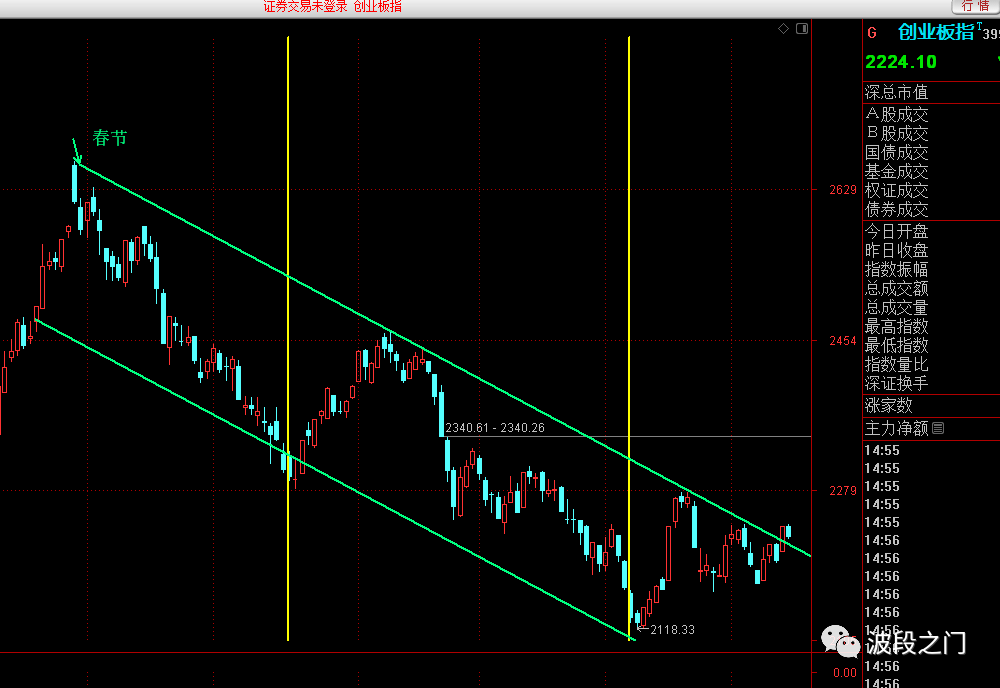 证券交易未登录 创业板指
行 情
G 创业板指
2224.10
春节
深总市值
A股成交
B股成交
国债成交
基金成交
权证成交
债券成交
2629
今日开盘
昨日收盘
指数振幅
总成交额
总成交量
最高指数
最低指数
指数量比
深证换手
2454
涨家数
主力净额
2340.61 - 2340.26
14:55
14:55
14:55
14:55
14:55
14:56
14:56
14:56
14:56
14:56
14:56
14:56
14:56
14:56
2279
2118.33
波段之门
0.00